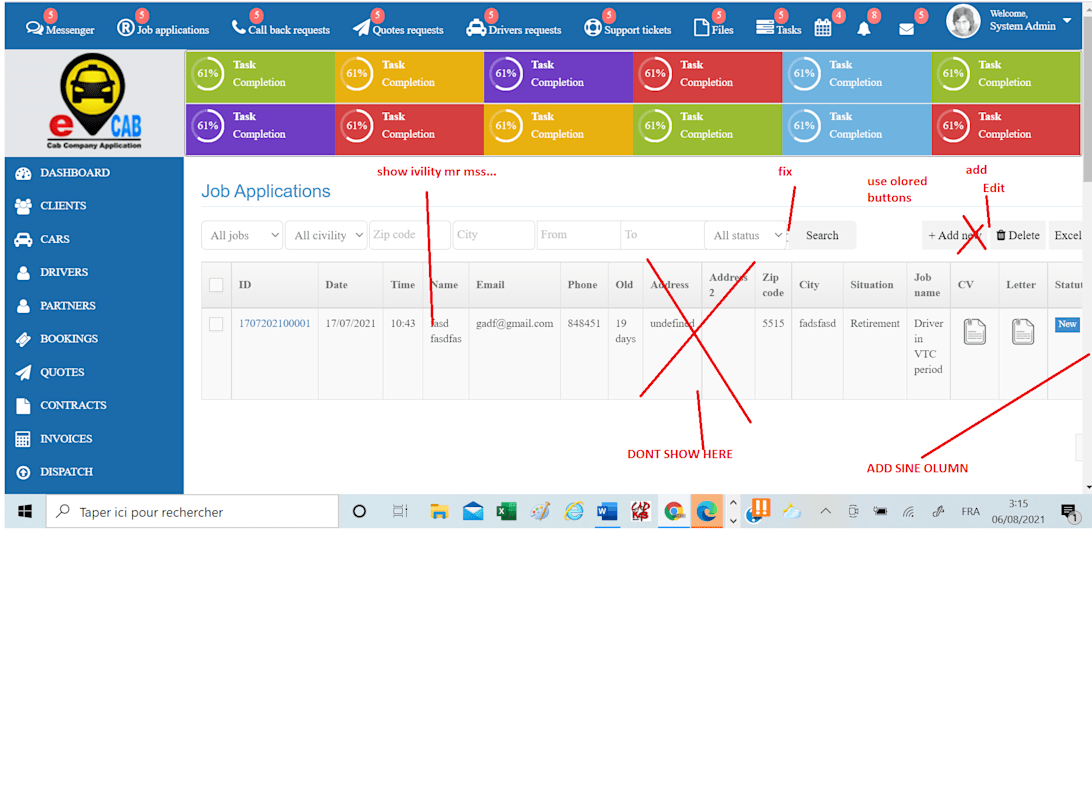 5 5 5 5 5 5 5 5 4 8 5
Messenger Job applications Call back requests Quotes requests Drivers requests Support tickets Files Tasks
Welcome,
System Admin
61% Task Completion 61% Task Completion 61% Task Completion 61% Task Completion 61% Task Completion 61% Task Completion
61% Task Completion 61% Task Completion 61% Task Completion 61% Task Completion 61% Task Completion 61% Task Completion
e CAB
Cab Company Application
DASHBOARD
CLIENTS
CARS
DRIVERS
PARTNERS
BOOKINGS
QUOTES
CONTRACTS
INVOICES
DISPATCH
show ivility mr mss...
fix
add
Edit
use olored
buttons
Job Applications
All jobs All civility Zip code City From To All status Search + Add new Delete Excel
ID Date Time Name Email Phone Old Address Address 2 Zip code City Situation Job name CV Letter Statut
1707202100001 17/07/2021 10:43 fasd fasdfas gadf@gmail.com 848451 19 days undefined 5515 fadsfasd Retirement Driver in VTC period New
DONT SHOW HERE
ADD SINE OLUMN
Taper ici pour rechercher
FRA
3:15
06/08/2021
1